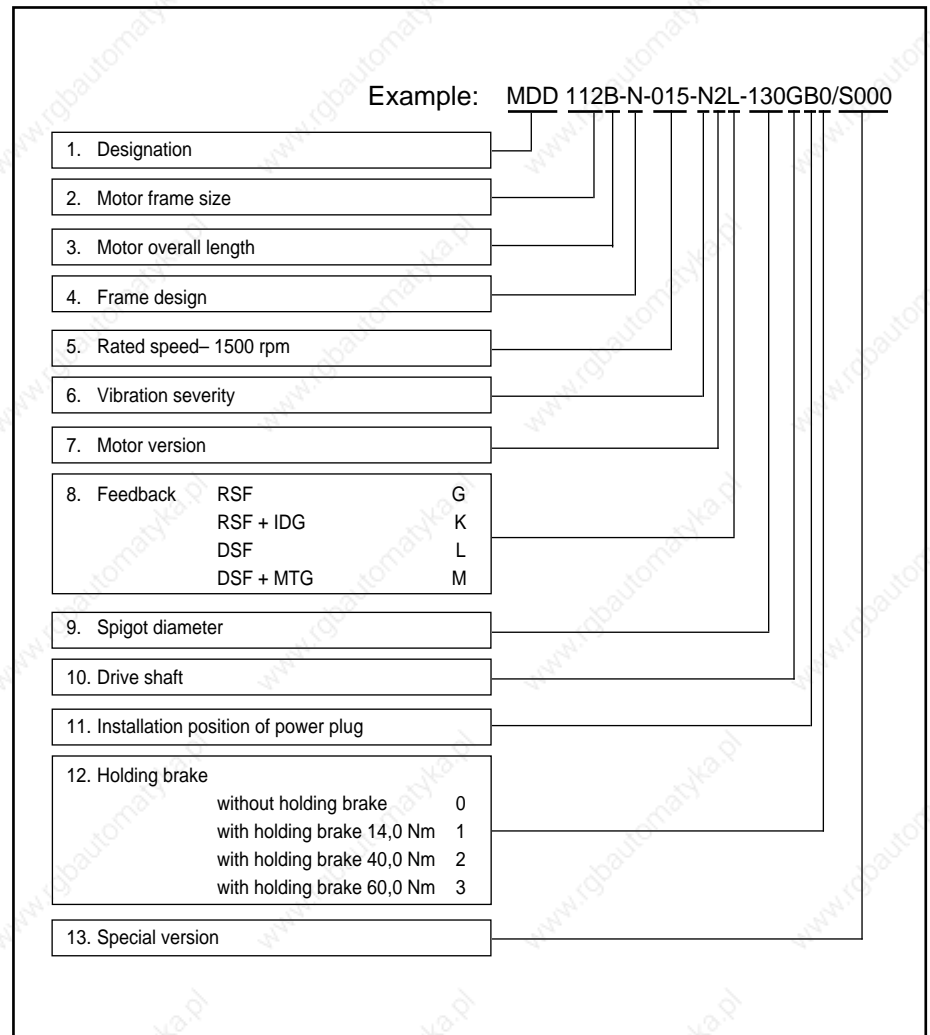 Example: MDD 112B-N-015-N2L-130GB0/S000
1. Designation
2. Motor frame size
3. Motor overall length
4. Frame design
5. Rated speed– 1500 rpm
6. Vibration severity
7. Motor version
8. Feedback RSF G
RSF + IDG K
DSF L
DSF + MTG M
9. Spigot diameter
10. Drive shaft
11. Installation position of power plug
12. Holding brake
without holding brake 0
with holding brake 14,0 Nm 1
with holding brake 40,0 Nm 2
with holding brake 60,0 Nm 3
13. Special version
www.rgbautomatyka.pl